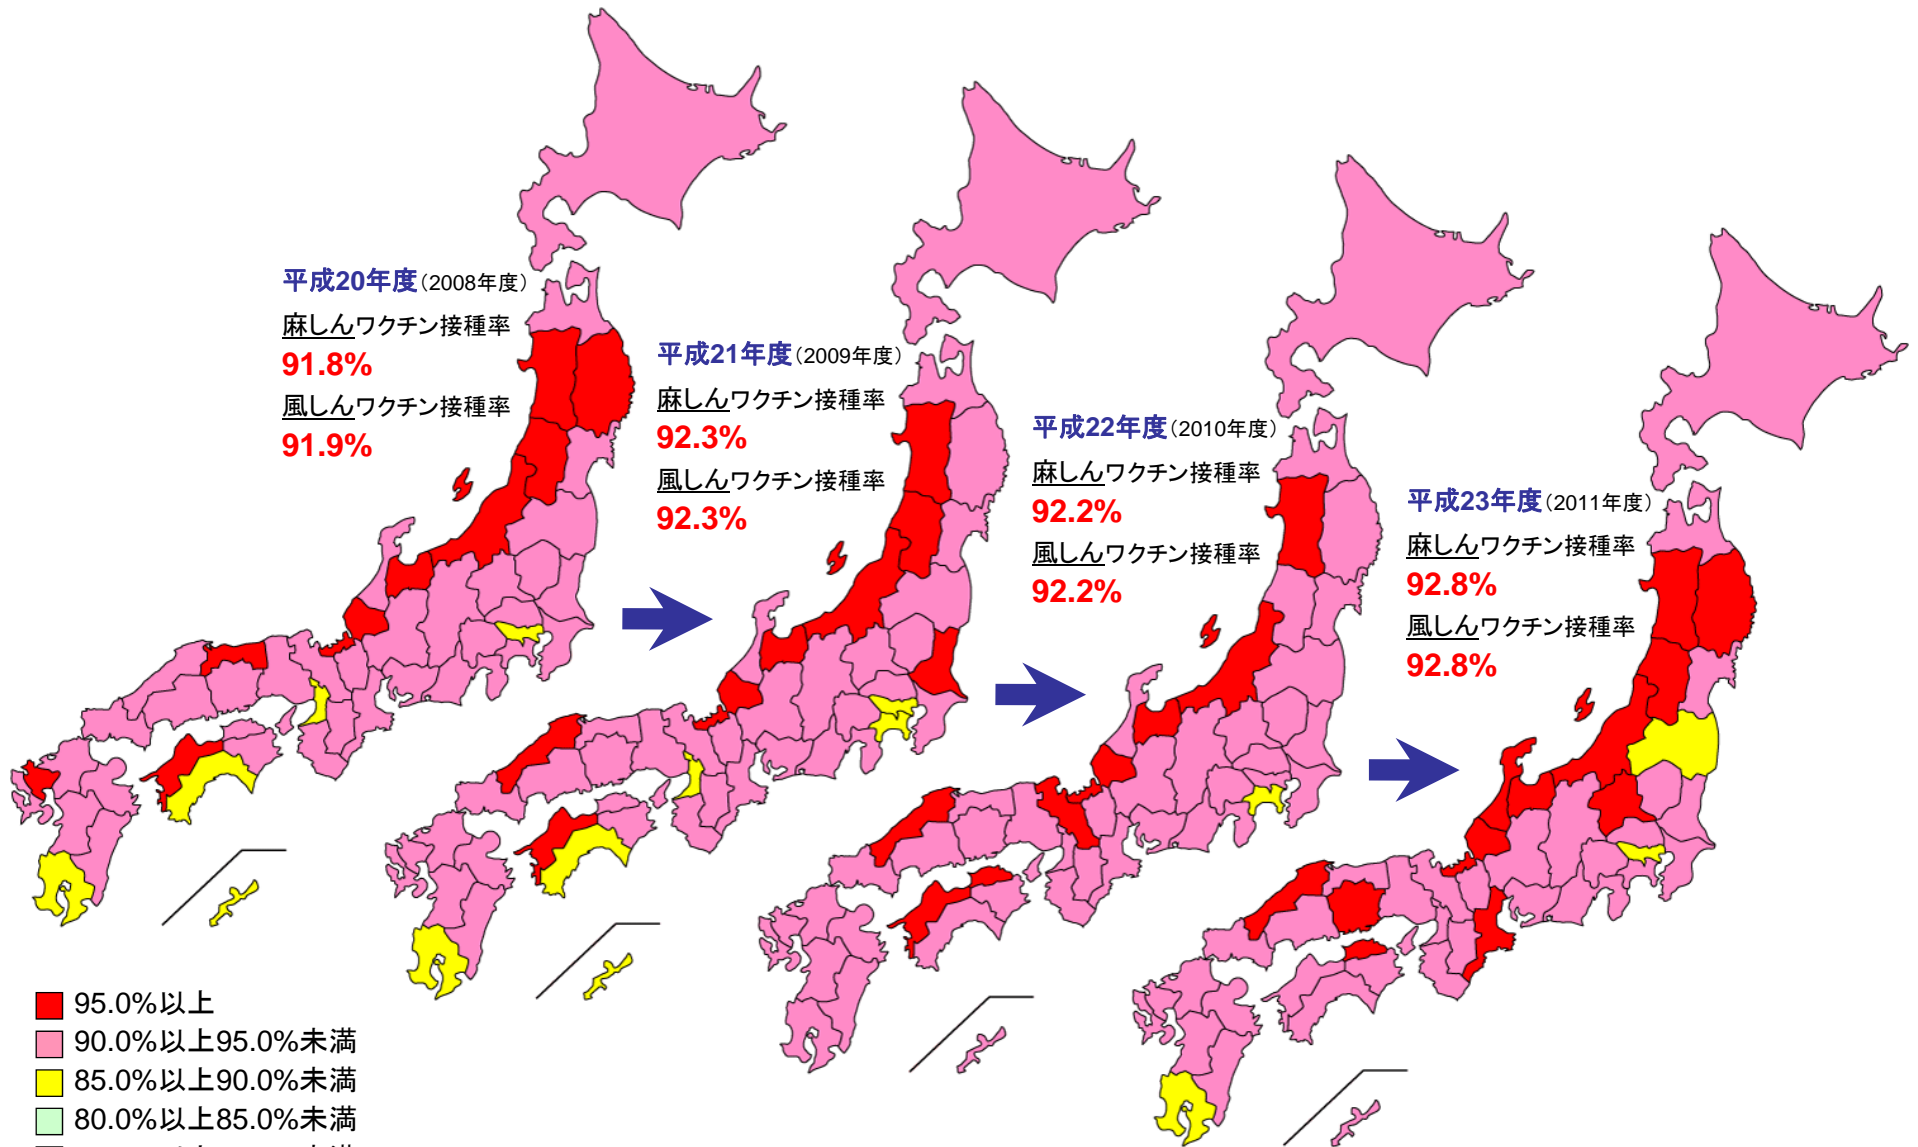 平成20年度（2008年度）
麻しんワクチン接種率
91.8%
風しんワクチン接種率
91.9%
平成21年度（2009年度）
麻しんワクチン接種率
92.3%
風しんワクチン接種率
92.3%
平成22年度（2010年度）
麻しんワクチン接種率
92.2%
風しんワクチン接種率
92.2%
平成23年度（2011年度）
麻しんワクチン接種率
92.8%
風しんワクチン接種率
92.8%
95.0%以上
90.0%以上95.0%未満
85.0%以上90.0%未満
80.0%以上85.0%未満